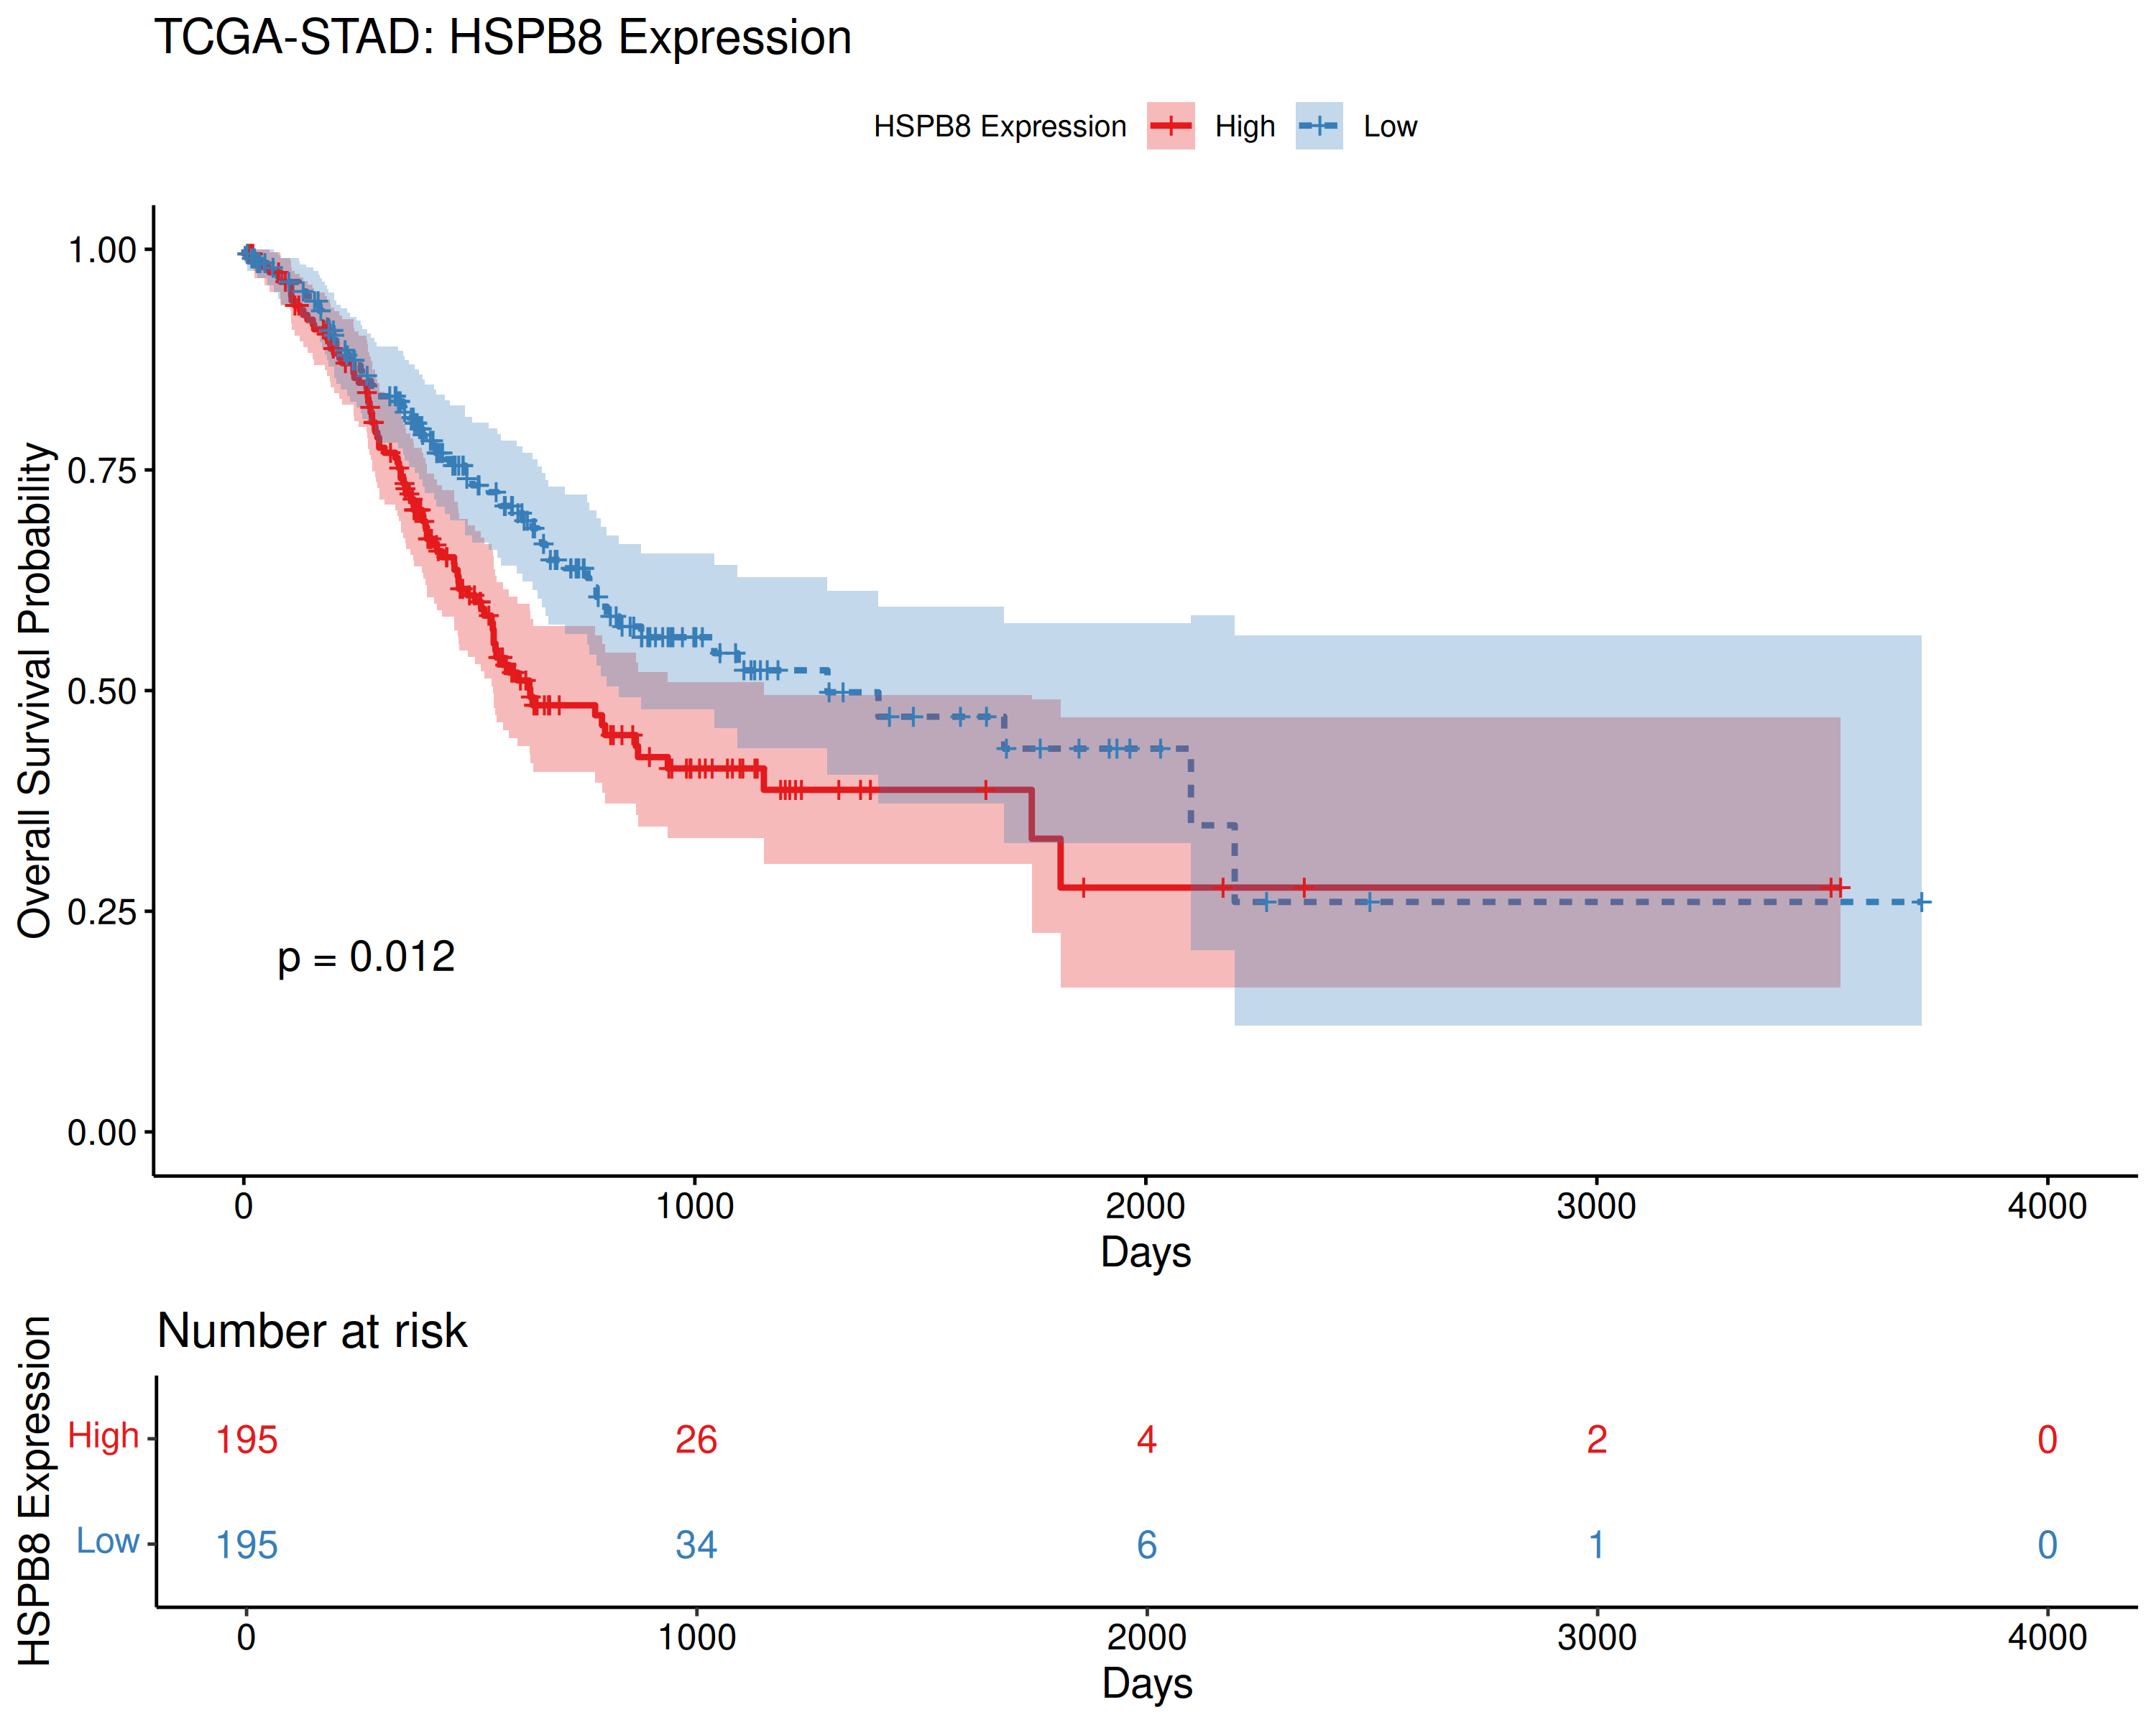 TCGA-STAD: HSPB8 Expression
HSPB8 Expression High Low
Overall Survival Probability
1.00
0.75
0.50
0.25
0.00
p = 0.012
0 1000 2000 3000 4000
Days
Number at risk
HSPB8 Expression
High 195 26 4 2 0
Low 195 34 6 1 0
0 1000 2000 3000 4000
Days